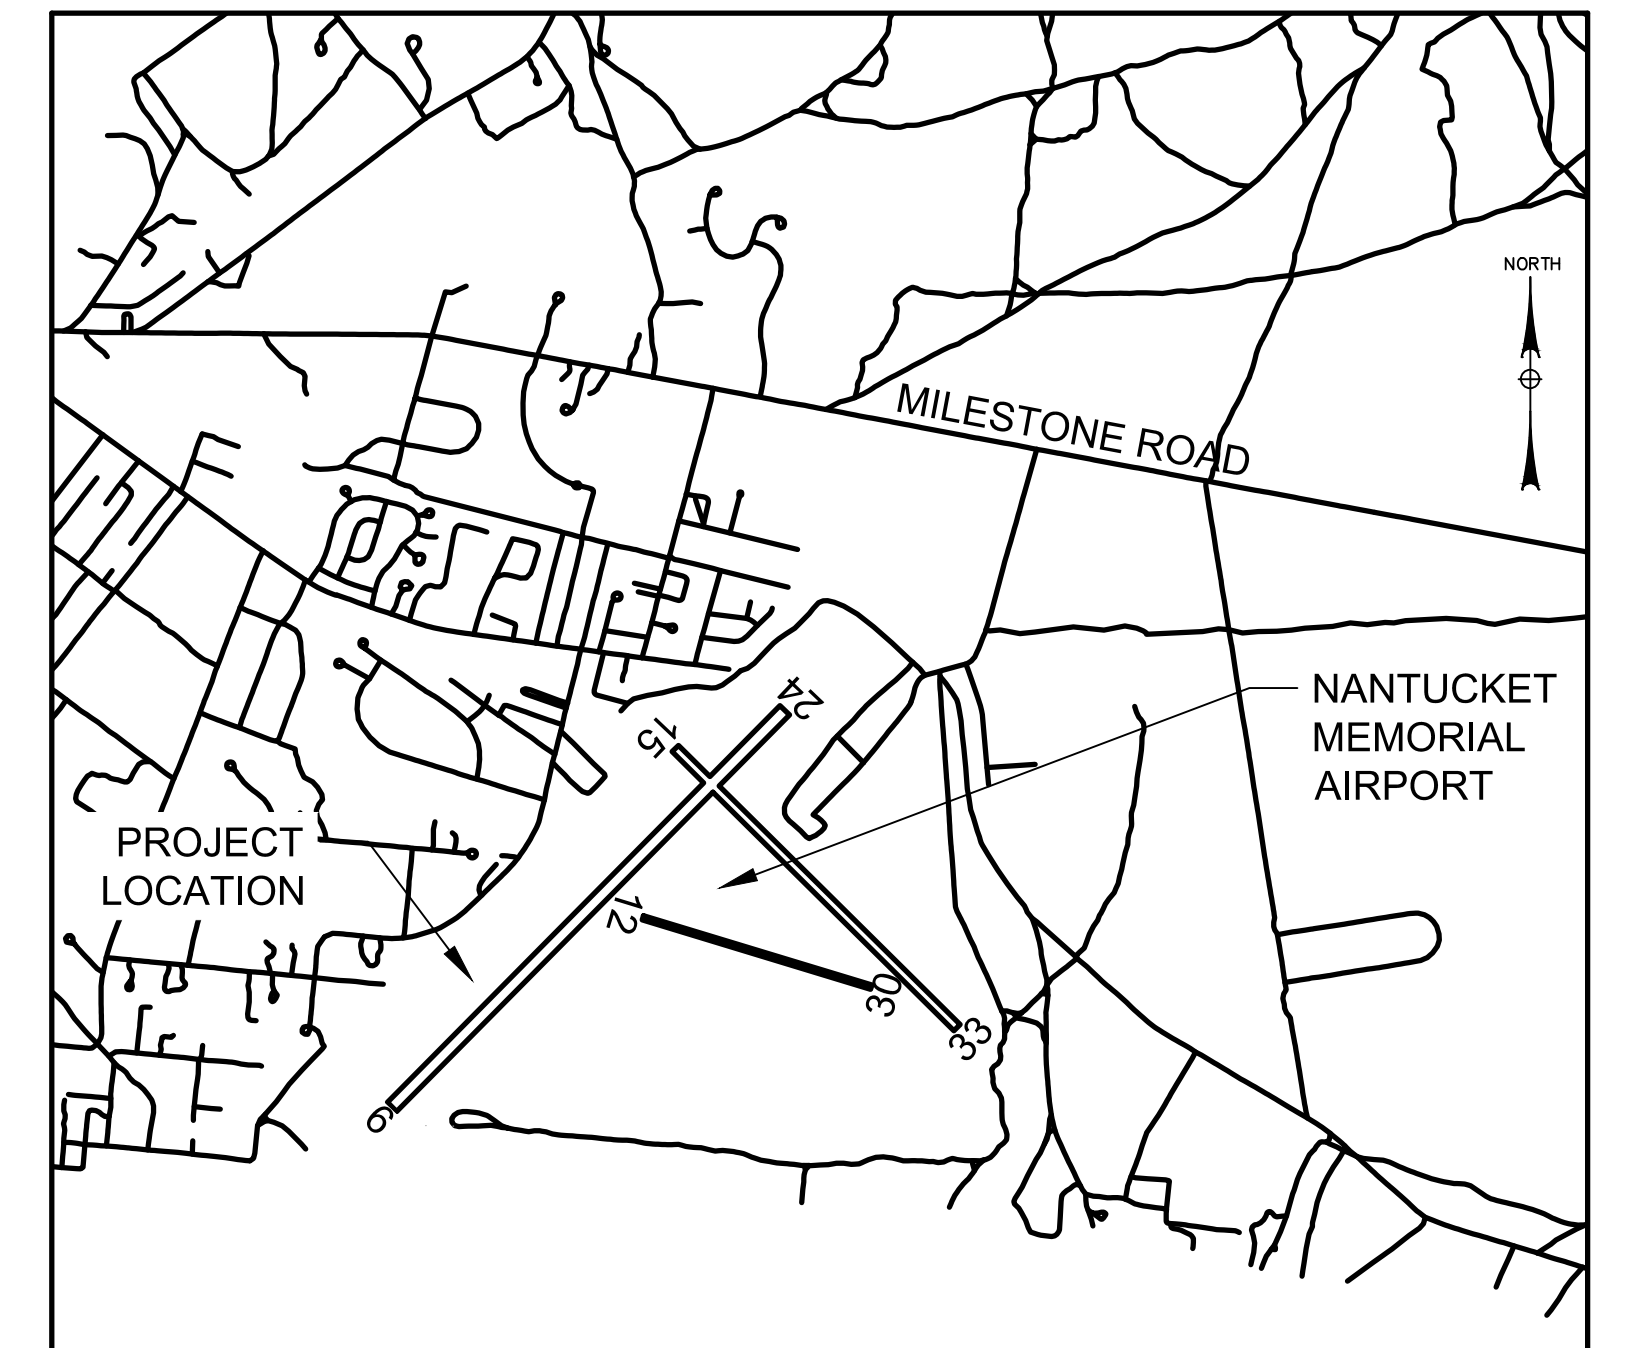 NORTH
MILESTONE ROAD
NANTUCKET
MEMORIAL
AIRPORT
24
15
PROJECT
LOCATION
12
30
33
6